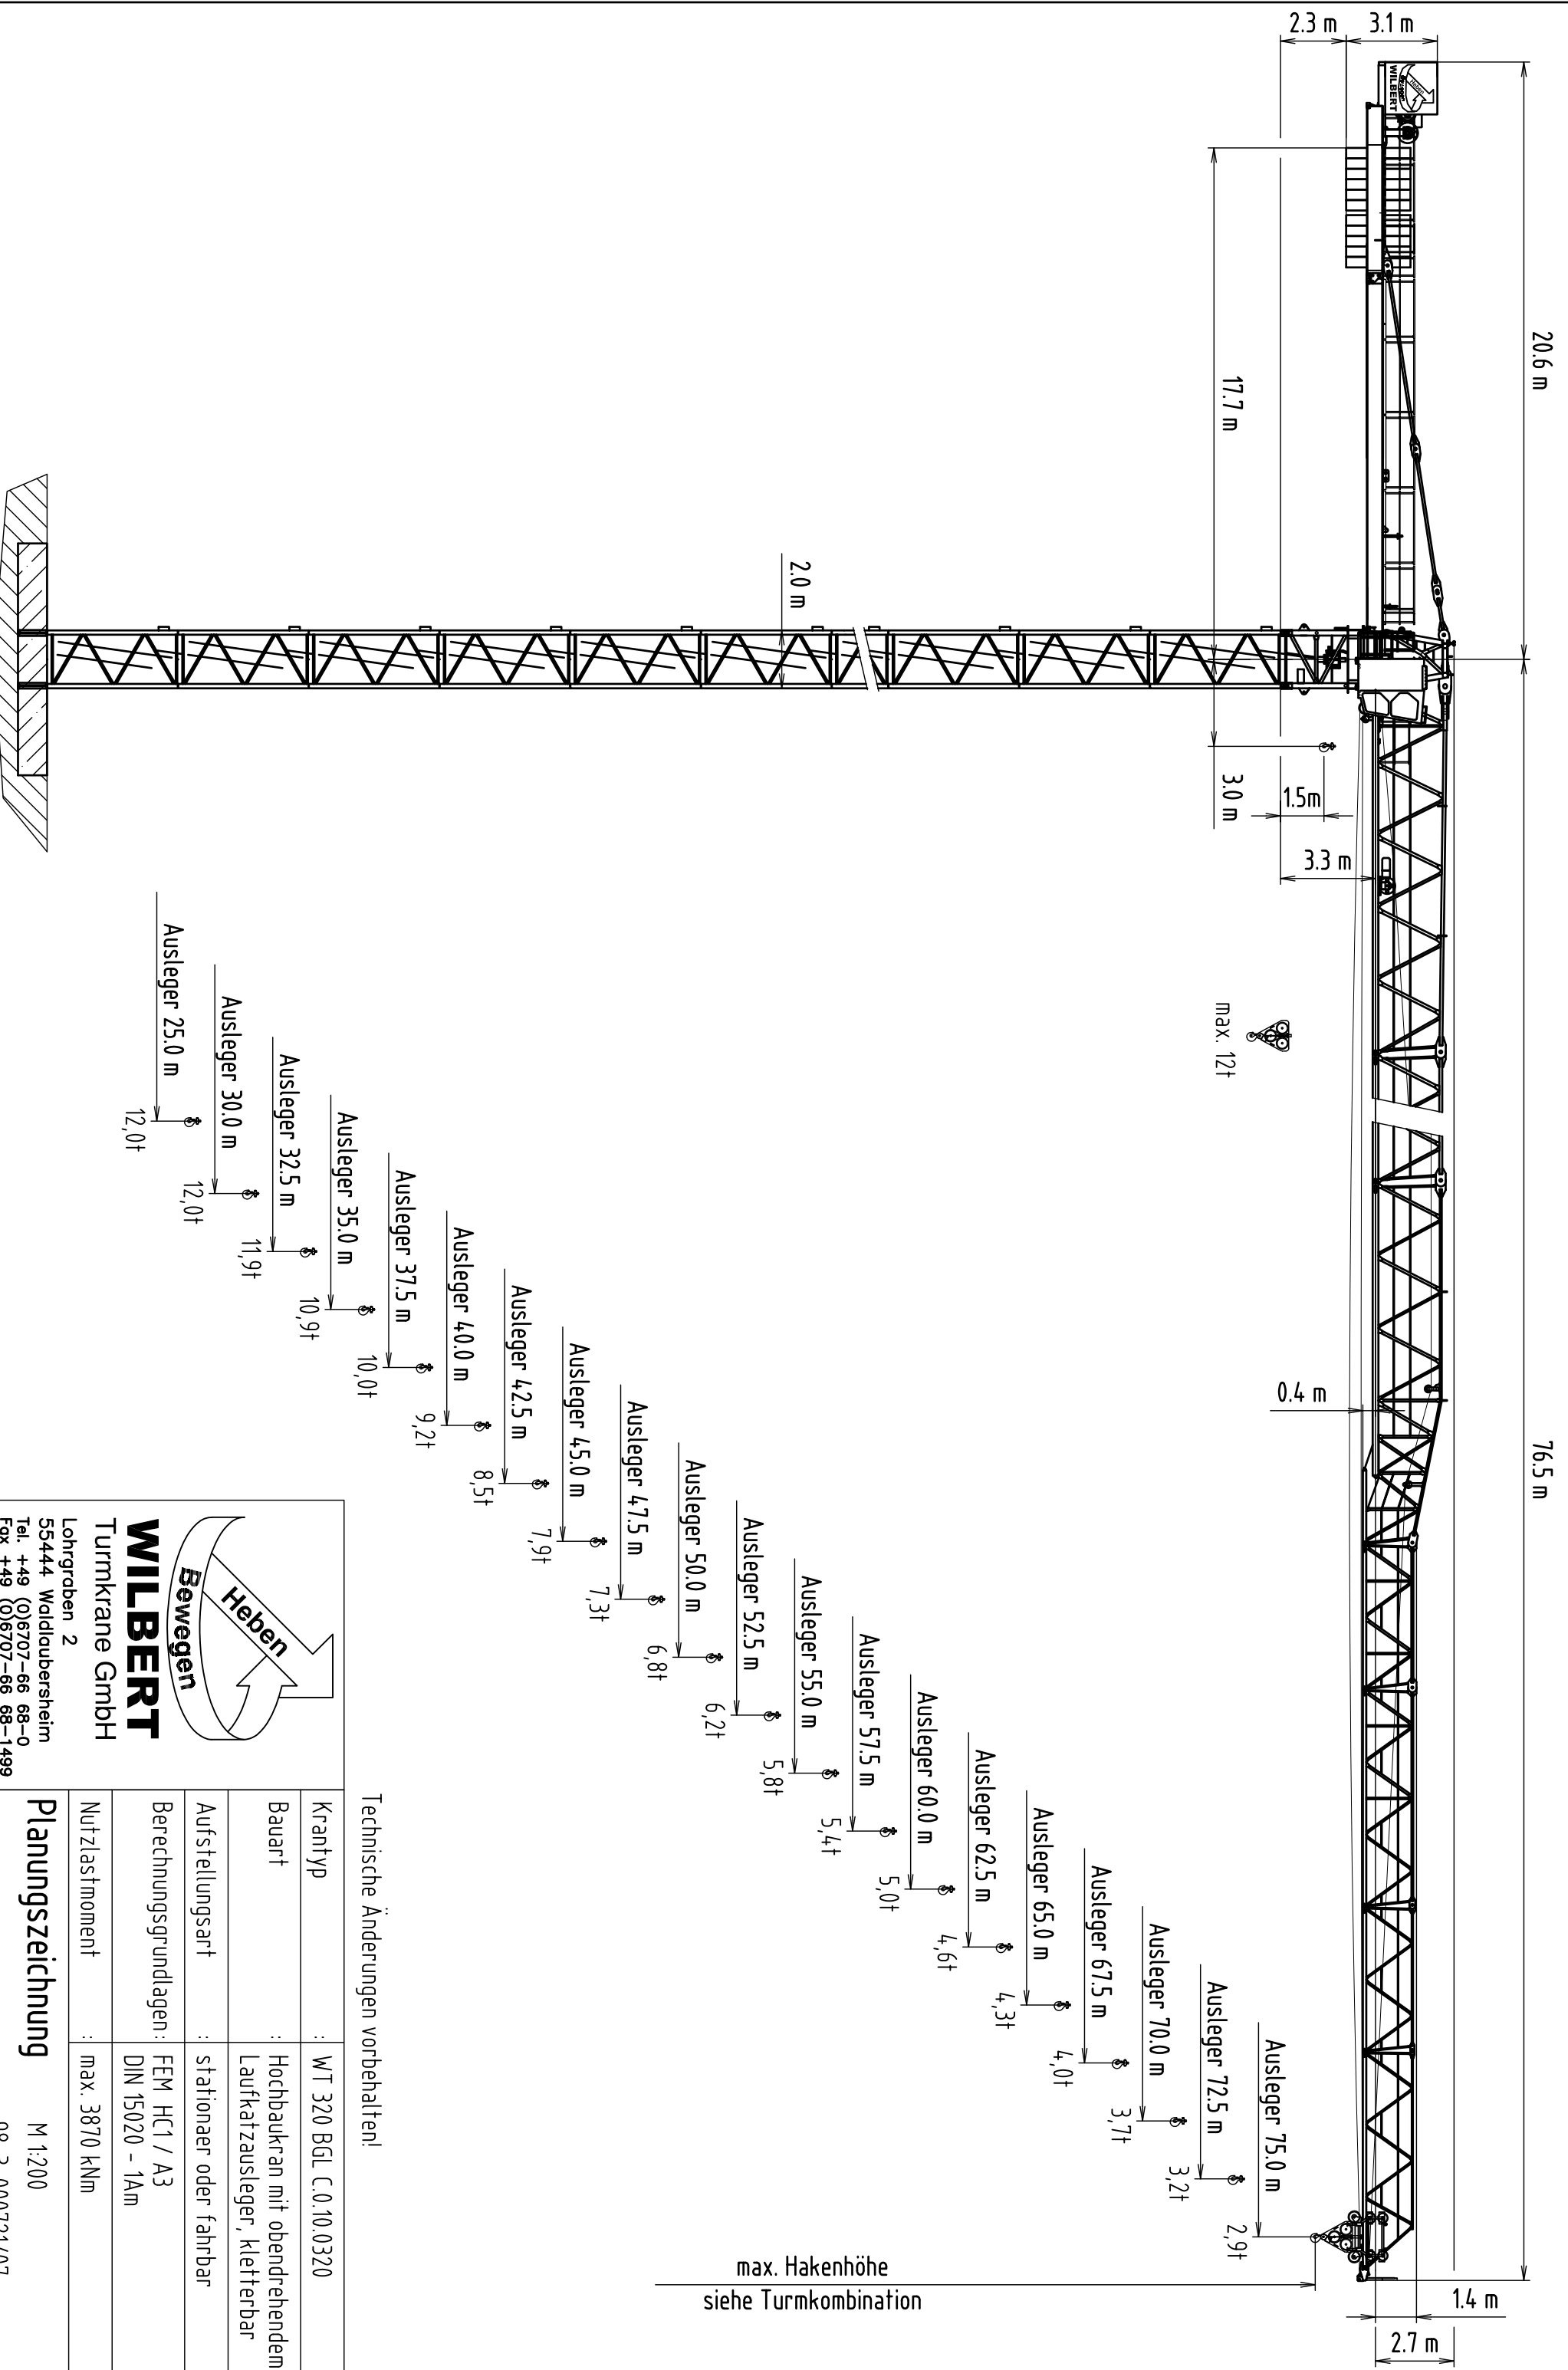 20.6 m
76.5 m
2.3 m
3.1 m
Heben
WILBERT
17.7 m
3.0 m
1.5m
3.3 m
2.0 m
max. 12t
0.4 m
1.4 m
2.7 m
max. Hakenhöhe
siehe Turmkombination
Ausleger 75.0 m
2,9t
Ausleger 72.5 m
3,2t
Ausleger 70.0 m
3,7t
Ausleger 67.5 m
4,0t
Ausleger 65.0 m
4,3t
Ausleger 62.5 m
4,6t
Ausleger 60.0 m
5,0t
Ausleger 57.5 m
5,4t
Ausleger 55.0 m
5,8t
Ausleger 52.5 m
6,2t
Ausleger 50.0 m
6,8t
Ausleger 47.5 m
7,3t
Ausleger 45.0 m
7,9t
Ausleger 42.5 m
8,5t
Ausleger 40.0 m
9,2t
Ausleger 37.5 m
10,0t
Ausleger 35.0 m
10,9t
Ausleger 32.5 m
11,9t
Ausleger 30.0 m
12,0t
Ausleger 25.0 m
12,0t
Technische Änderungen vorbehalten!
Heben
Bewegen
WILBERT
Turmkrane GmbH
Lohrgraben 2
55444 Waldlaubersheim
Tel. +49 (0)6707-66 68-0
Fax +49 (0)6707-66 68-1499
Krantyp : WT 320 BGL C.0.10.0320
Bauart : Hochbaukran mit obendrehendem
Laufkatzausleger, kletterbar
Aufstellungsart : stationaer oder fahrbar
Berechnungsgrundlagen: FEM HC1 / A3
DIN 15020 - 1Am
Nutzlastmoment : max. 3870 kNm
Planungszeichnung M 1:200